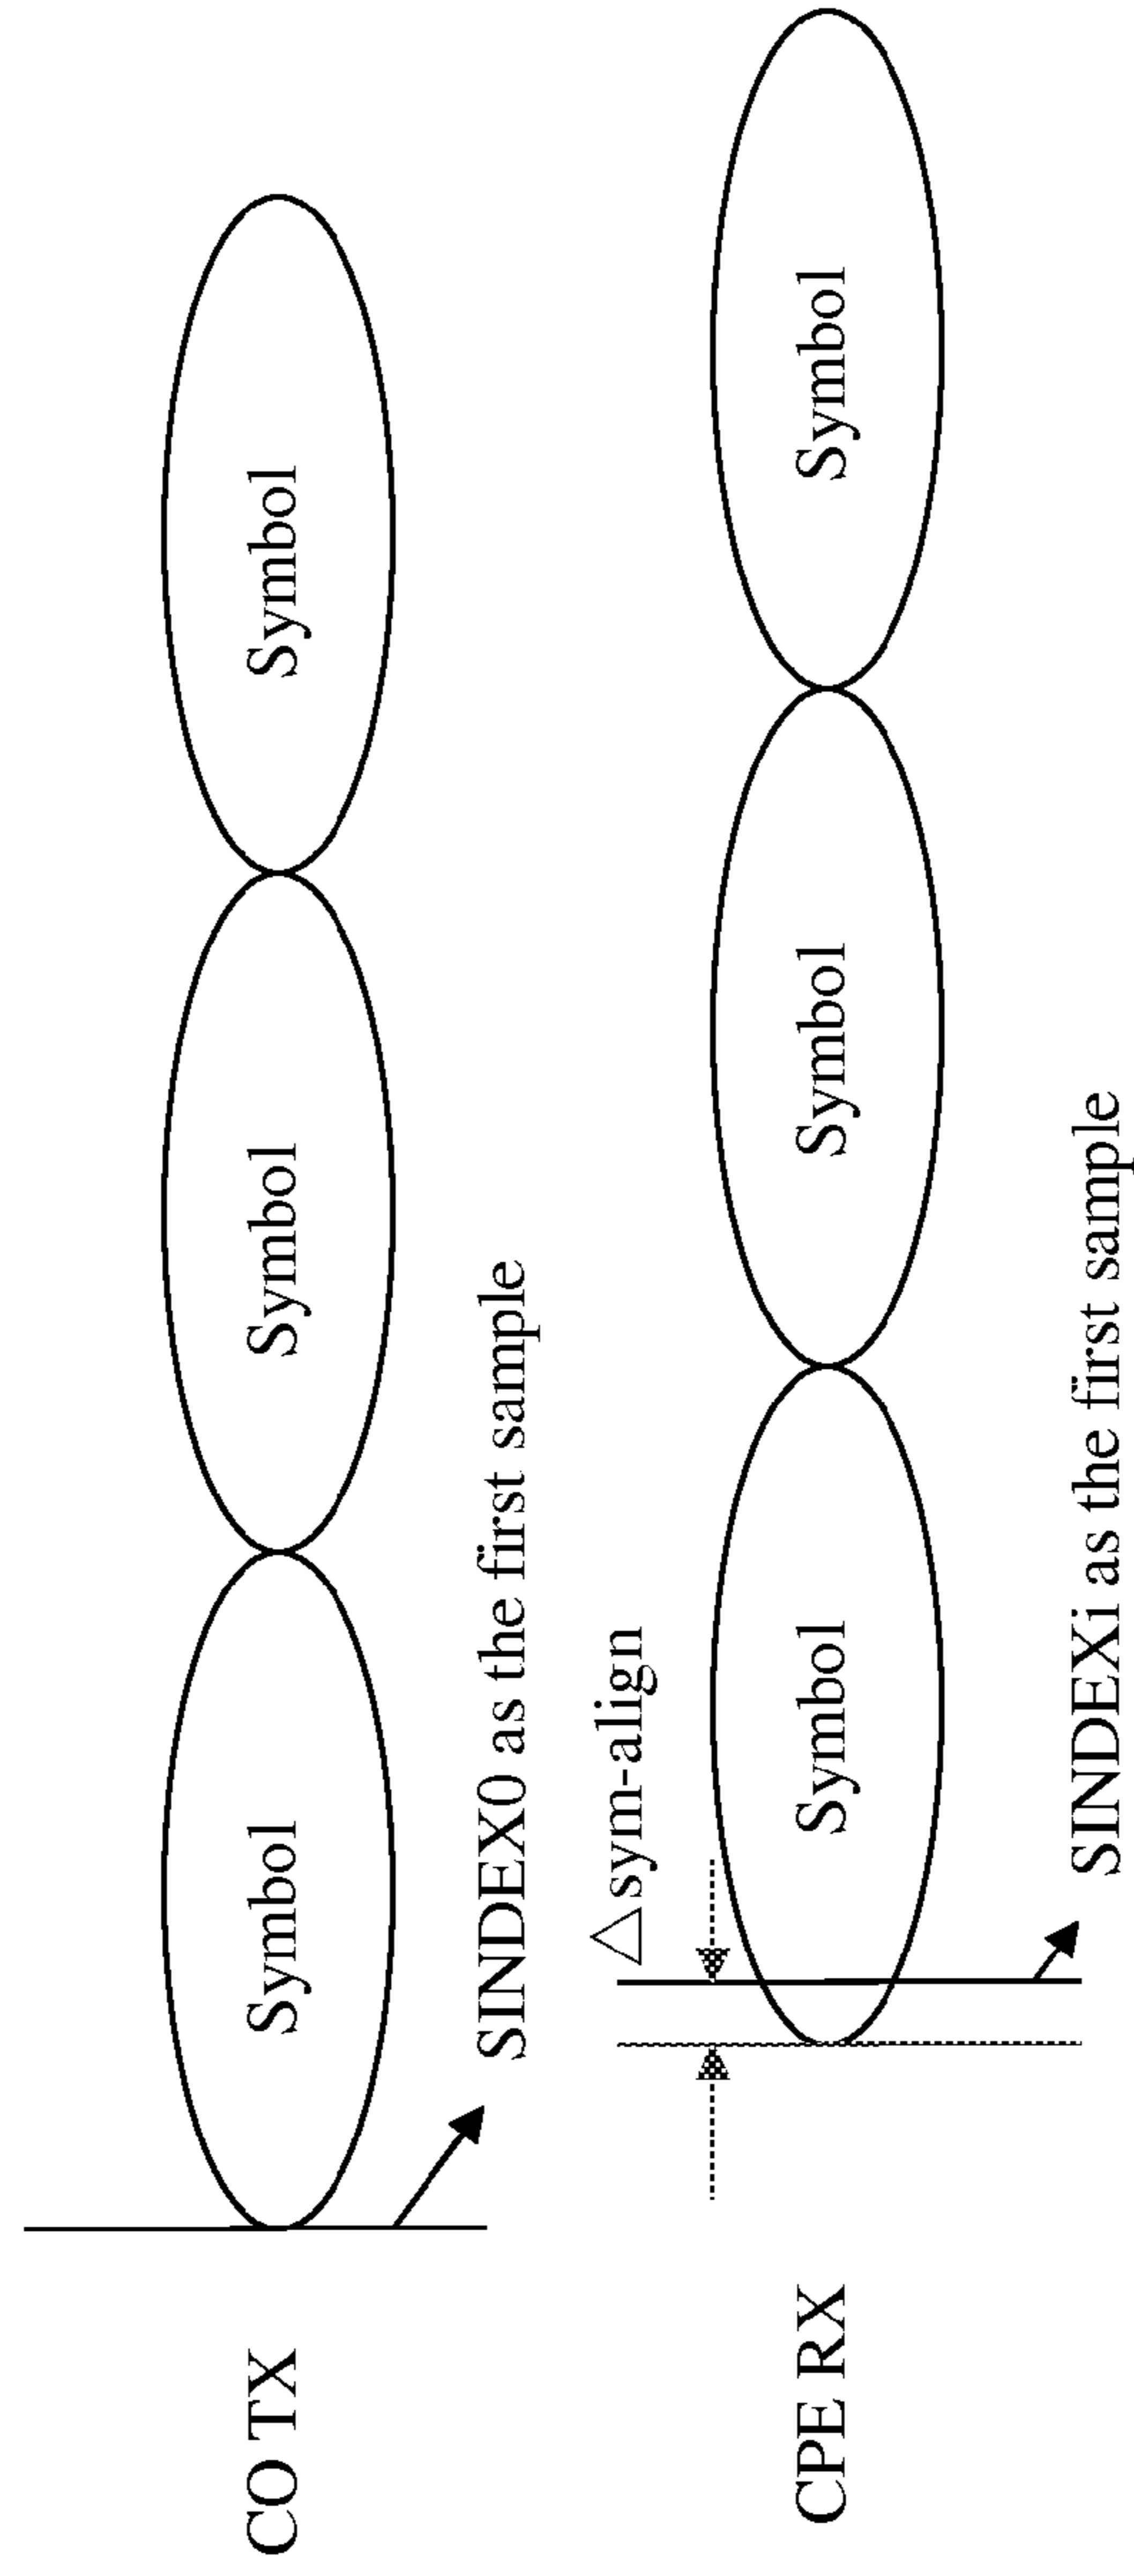 CO TX
Symbol
Symbol
Symbol
SINDEX0 as the first sample
△sym-align
CPE RX
Symbol
Symbol
Symbol
SINDEXi as the first sample